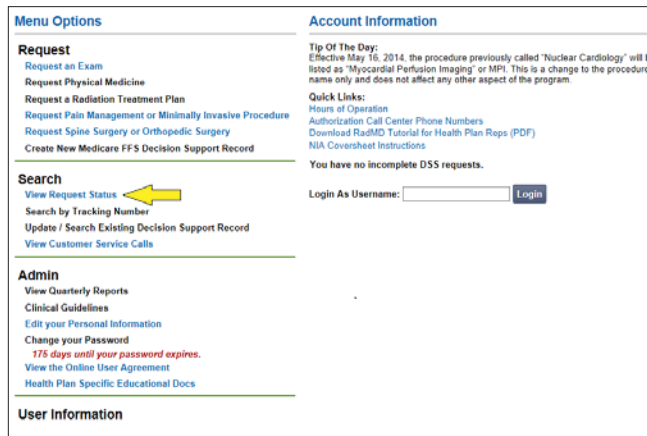 Menu Options
Request
Request an Exam
Request Physical Medicine
Request a Radiation Treatment Plan
Request Pain Management or Minimally Invasive Procedure
Request Spine Surgery or Orthopedic Surgery
Create New Medicare FFS Decision Support Record
Search
View Request Status
Search by Tracking Number
Update / Search Existing Decision Support Record
View Customer Service Calls
Admin
View Quarterly Reports
Clinical Guidelines
Edit your Personal Information
Change your Password
175 days until your password expires.
View the Online User Agreement
Health Plan Specific Educational Docs
User Information
Account Information
Tip Of The Day:
Effective May 16, 2014, the procedure previously called "Nuclear Cardiology" will
listed as "Myocardial Perfusion Imaging" or MPI. This is a change to the procedure
name only and does not affect any other aspect of the program.
Quick Links:
Hours of Operation
Authorization Call Center Phone Numbers
Download RadMD Tutorial for Health Plan Reps (PDF)
NIA Coversheet Instructions
You have no incomplete DSS requests.
Login As Username:
Login